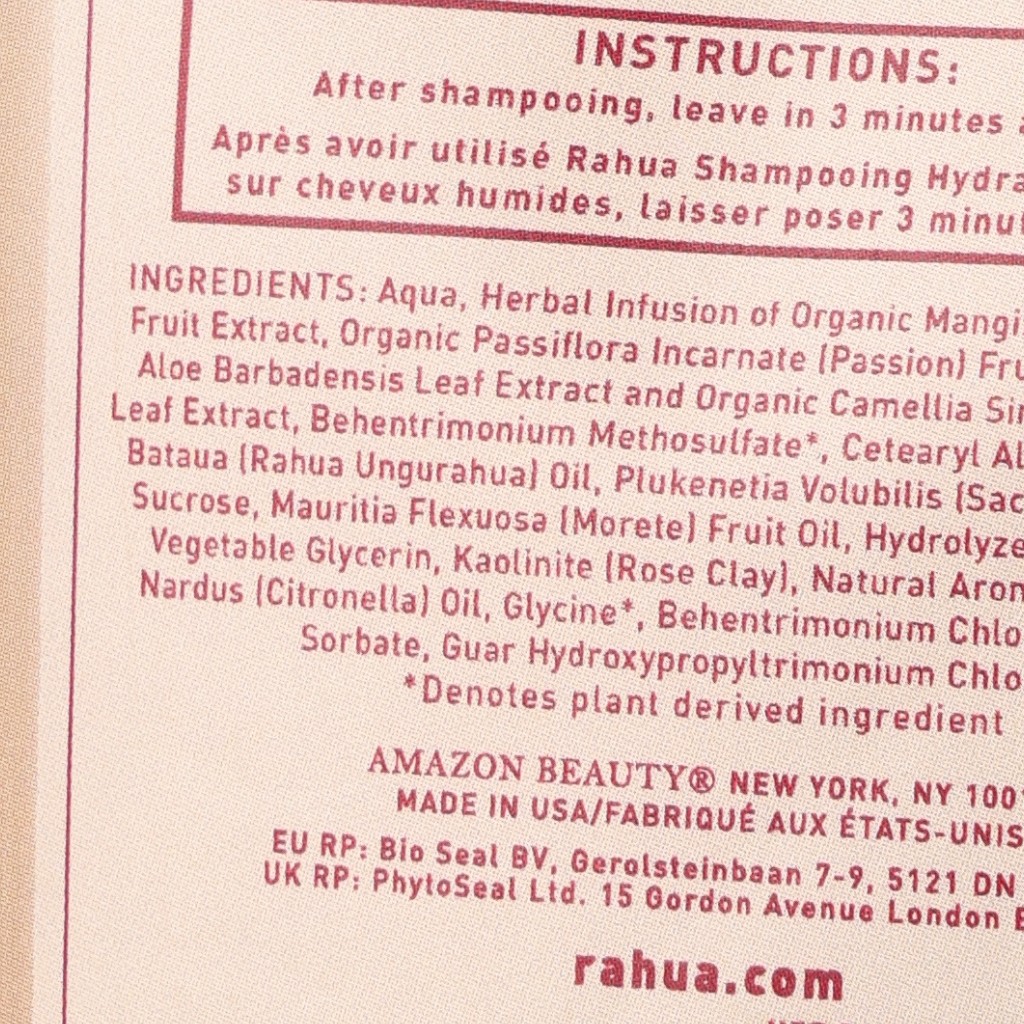 INSTRUCTIONS:
After shampooing, leave in 3 minutes
Après avoir utilisé Rahua Shampooing Hydra
sur cheveux humides, laisser poser 3 minut
INGREDIENTS: Aqua, Herbal Infusion of Organic Mangi
Fruit Extract, Organic Passiflora Incarnate (Passion) Fru
Aloe Barbadensis Leaf Extract and Organic Camellia Sin
Leaf Extract, Behentrimonium Methosulfate*, Cetearyl Al
Bataua (Rahua Ungurahua) Oil, Plukenetia Volubilis (Sac
Sucrose, Mauritia Flexuosa (Morete) Fruit Oil, Hydrolyze
Vegetable Glycerin, Kaolinite (Rose Clay), Natural Arom
Nardus (Citronella) Oil, Glycine*, Behentrimonium Chlo
Sorbate, Guar Hydroxypropyltrimonium Chlo
*Denotes plant derived ingredient
AMAZON BEAUTY® NEW YORK, NY 1001
MADE IN USA/FABRIQUÉ AUX ÉTATS-UNIS
EU RP: Bio Seal BV, Gerolsteinbaan 7-9, 5121 DN
UK RP: PhytoSeal Ltd. 15 Gordon Avenue London E
rahua.com